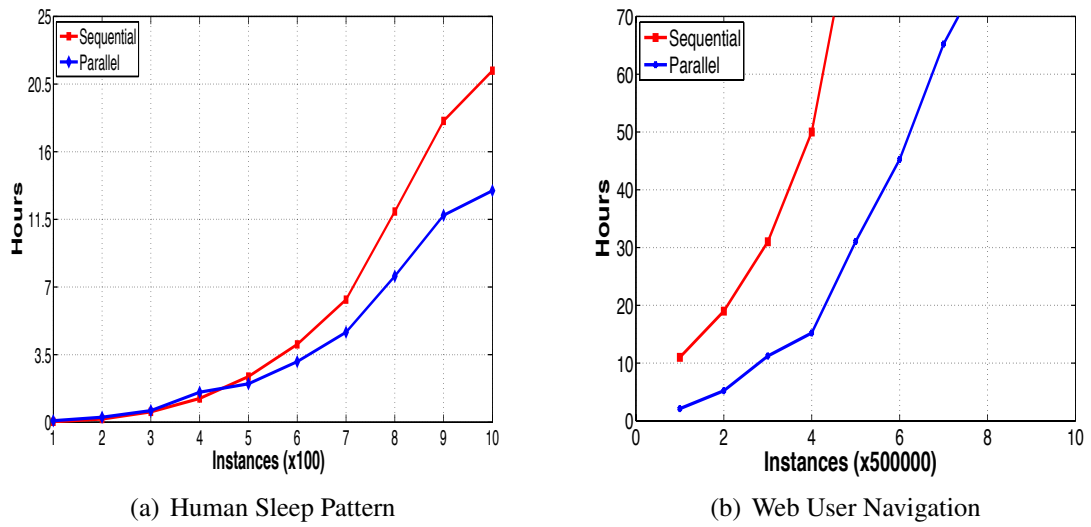 25
Sequential
Parallel
20.5
16
11.5
7
3.5
0
Hours
1 2 3 4 5 6 7 8 9 10
Instances (x100)
(a) Human Sleep Pattern
70
Sequential
Parallel
60
50
40
30
20
10
0
Hours
0 2 4 6 8 10
Instances (x500000)
(b) Web User Navigation